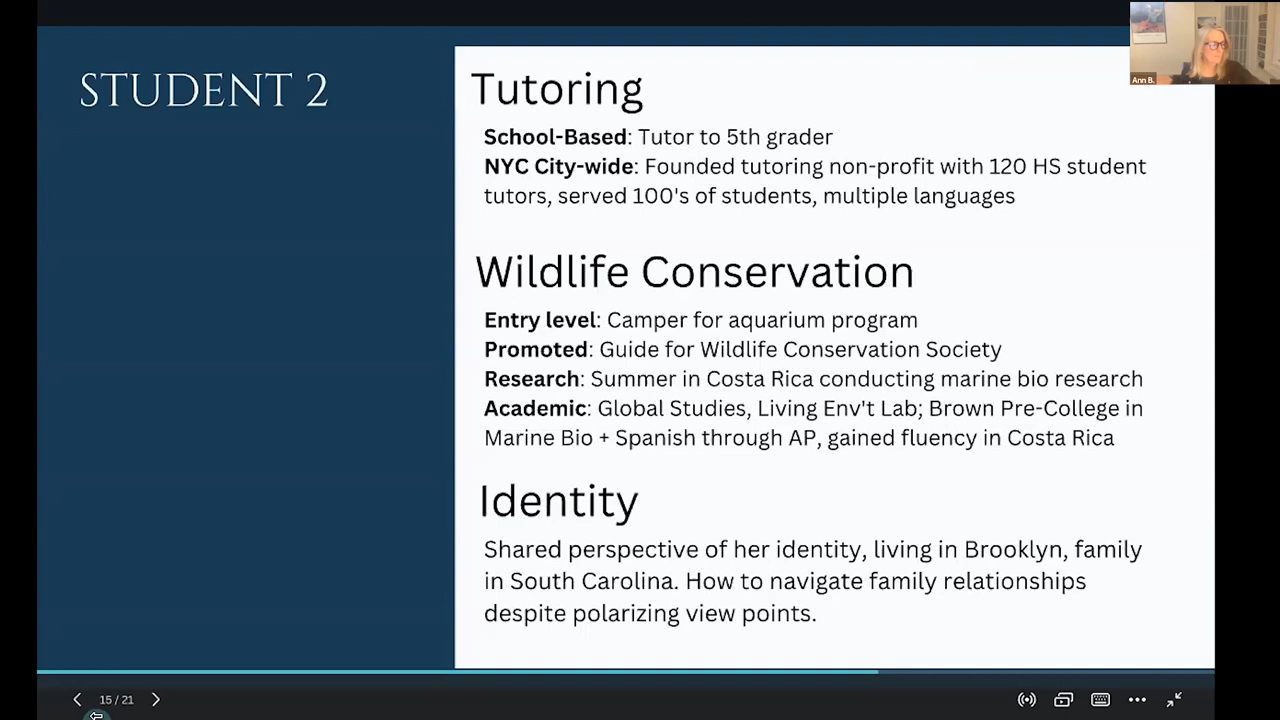 STUDENT 2
Tutoring
School-Based: Tutor to 5th grader
NYC City-wide: Founded tutoring non-profit with 120 HS student
tutors, served 100's of students, multiple languages
Wildlife Conservation
Entry level: Camper for aquarium program
Promoted: Guide for Wildlife Conservation Society
Research: Summer in Costa Rica conducting marine bio research
Academic: Global Studies, Living Env't Lab; Brown Pre-College in
Marine Bio + Spanish through AP, gained fluency in Costa Rica
Identity
Shared perspective of her identity, living in Brooklyn, family
in South Carolina. How to navigate family relationships
despite polarizing view points.
Ann B.
15 / 21